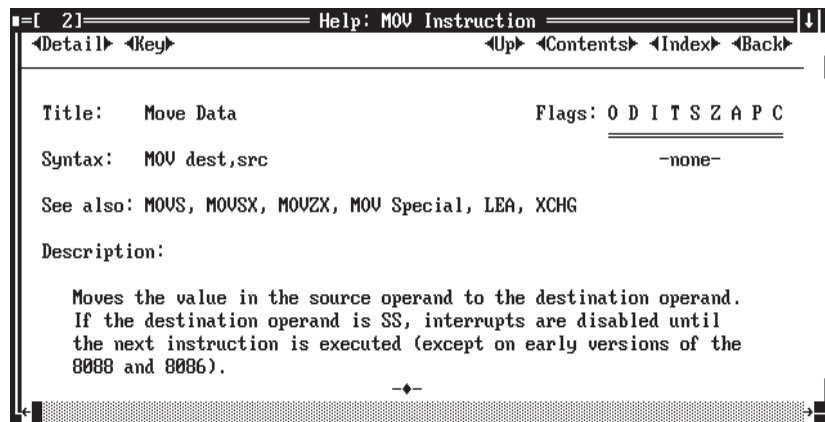 =[ 2]═══ Help: MOV Instruction ═══
◄Detail► ◄Key► ◄Up► ◄Contents► ◄Index► ◄Back►
Title: Move Data Flags: O D I T S Z A P C
Syntax: MOV dest,src -none-
See also: MOVS, MOVSX, MOVZX, MOV Special, LEA, XCHG
Description:
Moves the value in the source operand to the destination operand.
If the destination operand is SS, interrupts are disabled until
the next instruction is executed (except on early versions of the
8088 and 8086).
-♦-